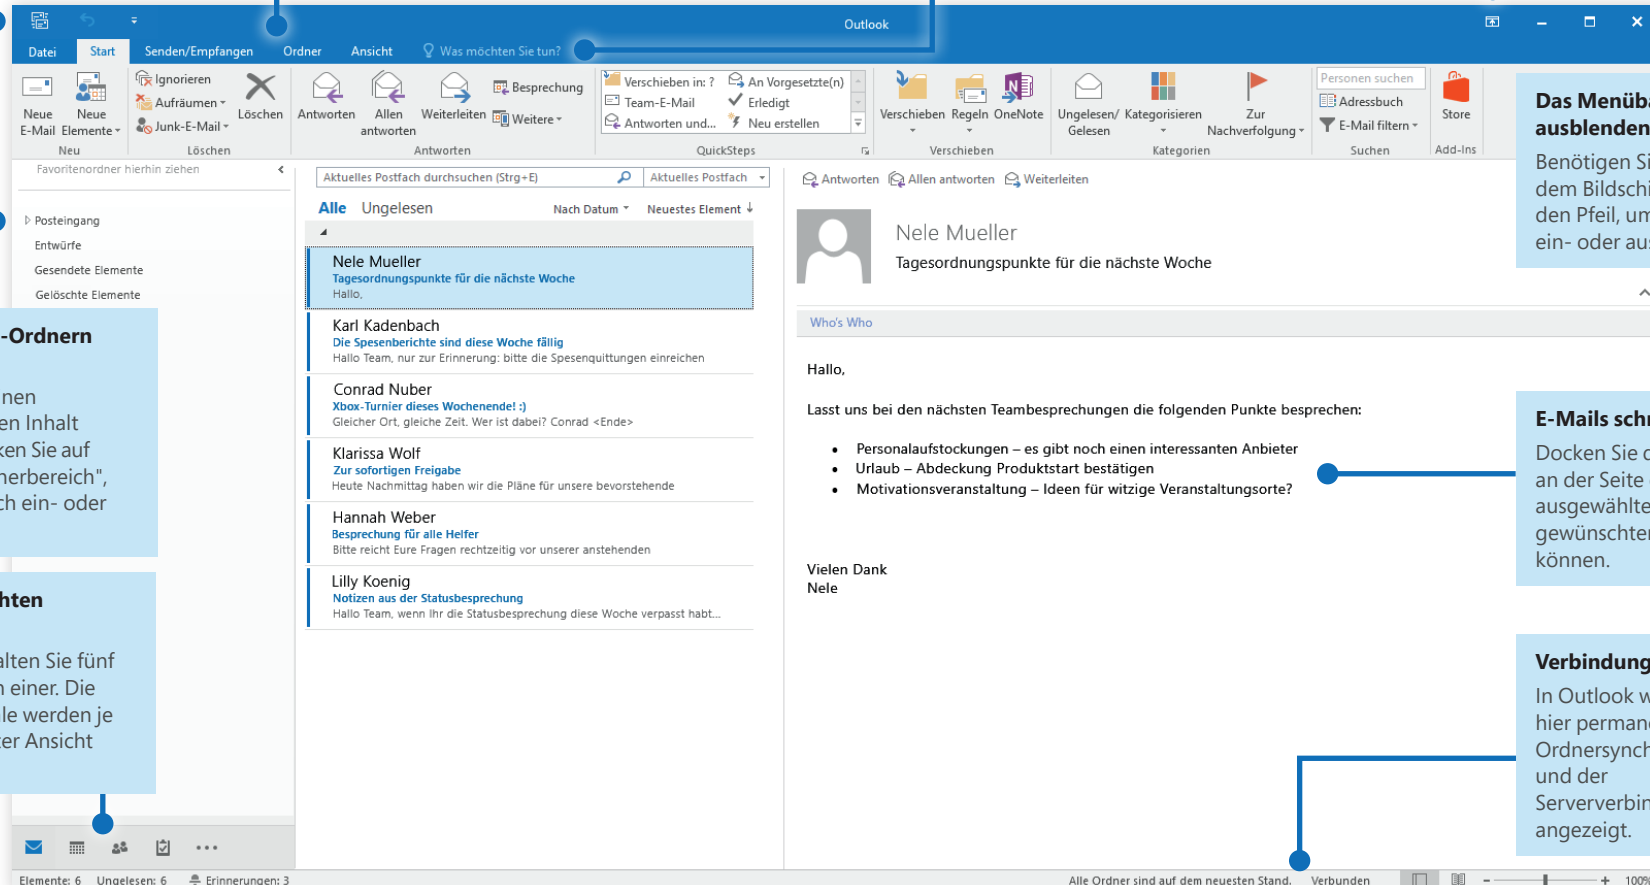 Outlook
Datei Start Senden/Empfangen Ordner Ansicht Was möchten Sie tun?
Neue E-Mail
Neue Elemente
Neu
Ignorieren
Aufräumen
Junk-E-Mail
Löschen
Löschen
Antworten
Allen antworten
Weiterleiten
Besprechung
Weitere
Antworten
Verschieben in: ?
Team-E-Mail
Antworten und...
An Vorgesetzte(n)
Erledigt
Neu erstellen
QuickSteps
Verschieben
Regeln
OneNote
Verschieben
Ungelesen/ Gelesen
Kategorisieren
Zur Nachverfolgung
Kategorien
Personen suchen
Adressbuch
E-Mail filtern
Suchen
Store
Add-Ins
Favoritenordner hierhin ziehen
Posteingang
Entwürfe
Gesendete Elemente
Gelöschte Elemente
-Ordnern
nen
en Inhalt
ken Sie auf
nerbereich",
ch ein- oder
hten
alten Sie fünf
n einer. Die
le werden je
ter Ansicht
Aktuelles Postfach durchsuchen (Strg+E) Aktuelles Postfach
Alle Ungelesen Nach Datum Neuestes Element
Nele Mueller
Tagesordnungspunkte für die nächste Woche
Hallo,
Karl Kadenbach
Die Spesenberichte sind diese Woche fällig
Hallo Team, nur zur Erinnerung: bitte die Spesenquittungen einreichen
Conrad Nuber
Xbox-Turnier dieses Wochenende! :)
Gleicher Ort, gleiche Zeit. Wer ist dabei? Conrad <Ende>
Klarissa Wolf
Zur sofortigen Freigabe
Heute Nachmittag haben wir die Pläne für unsere bevorstehende
Hannah Weber
Besprechung für alle Helfer
Bitte reicht Eure Fragen rechtzeitig vor unserer anstehenden
Lilly Koenig
Notizen aus der Statusbesprechung
Hallo Team, wenn Ihr die Statusbesprechung diese Woche verpasst habt...
Antworten Allen antworten Weiterleiten
Nele Mueller
Tagesordnungspunkte für die nächste Woche
Who's Who
Hallo,
Lasst uns bei den nächsten Teambesprechungen die folgenden Punkte besprechen:
• Personalaufstockungen – es gibt noch einen interessanten Anbieter
• Urlaub – Abdeckung Produktstart bestätigen
• Motivationsveranstaltung – Ideen für witzige Veranstaltungsorte?
Vielen Dank
Nele
Das Menüba
ausblenden
Benötigen Si
dem Bildschi
den Pfeil, um
ein- oder aus
E-Mails schr
Docken Sie d
an der Seite
ausgewählte
gewünschter
können.
Verbindung
In Outlook w
hier permane
Ordnersynch
und der
Serververbin
angezeigt.
Elemente: 6 Ungelesen: 6 Erinnerungen: 3
Alle Ordner sind auf dem neuesten Stand. Verbunden 100%